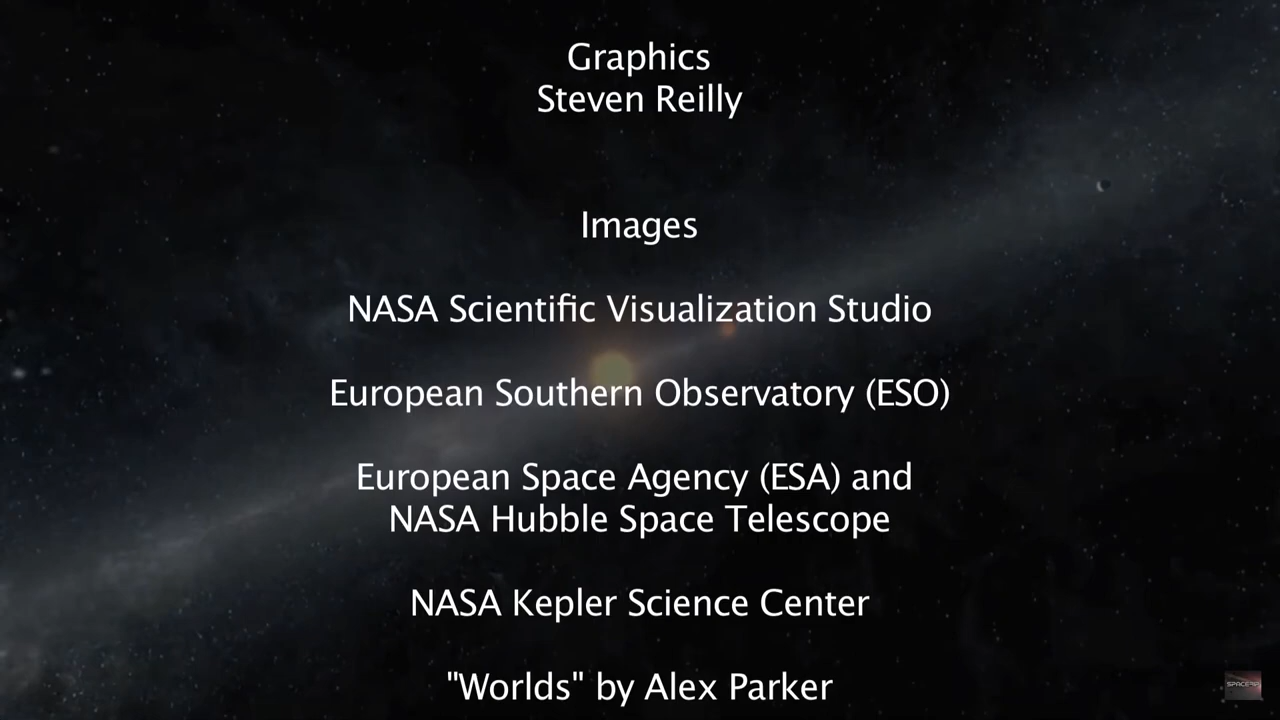 Graphics
Steven Reilly
Images
NASA Scientific Visualization Studio
European Southern Observatory (ESO)
European Space Agency (ESA) and
NASA Hubble Space Telescope
NASA Kepler Science Center
"Worlds" by Alex Parker